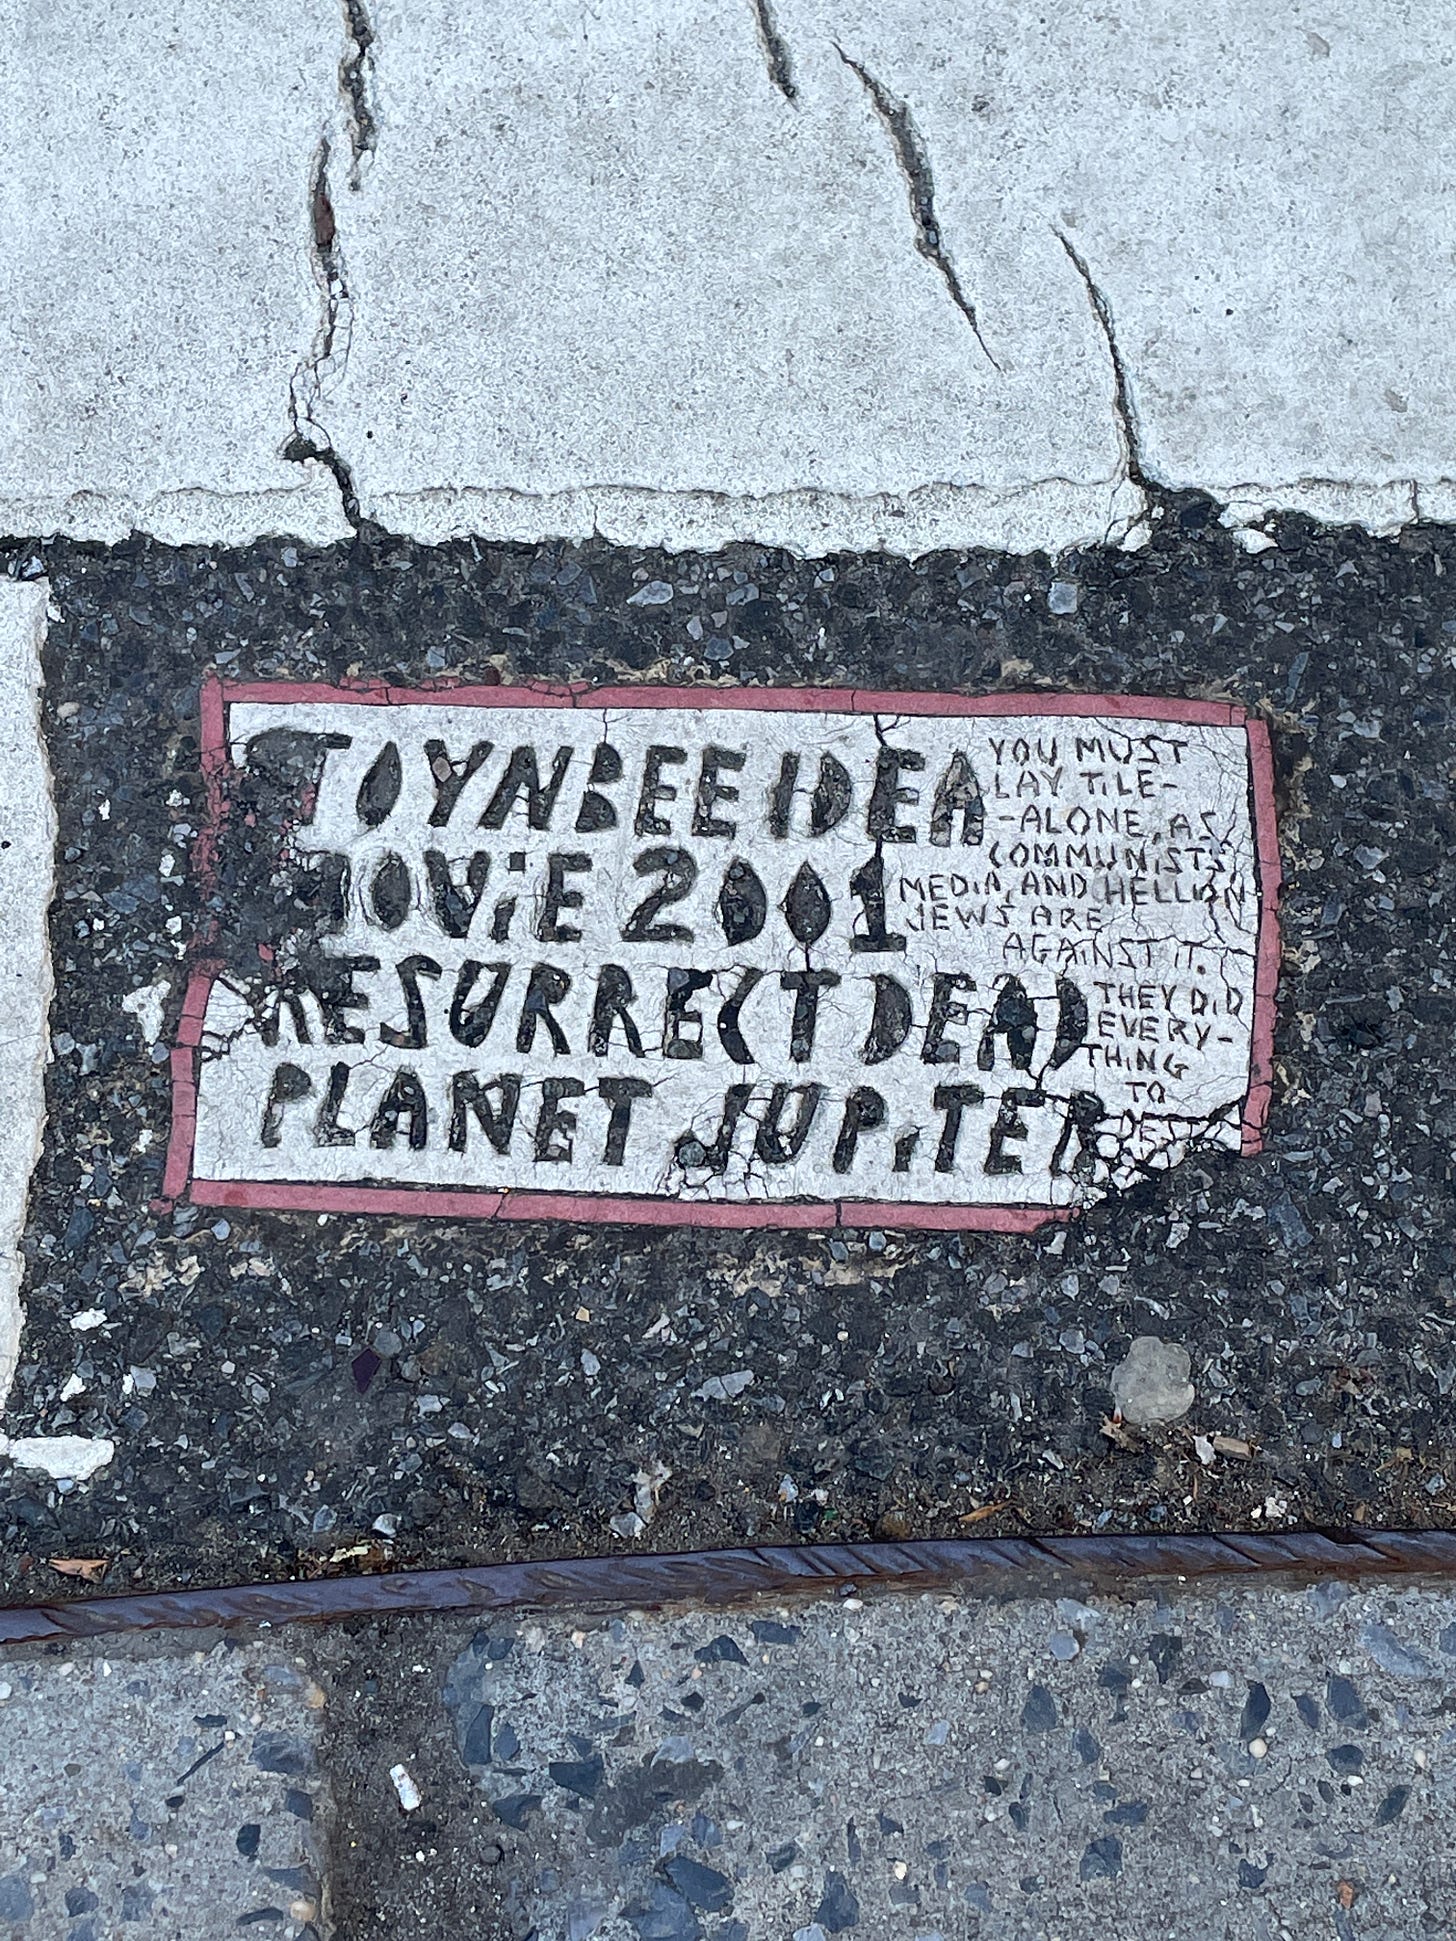 TOYNBEE IDEA
MOViE 2001
RESURRECT DEAD
PLANET JUPiTER
YOU MUST
LAY TiLE-
-ALONE, AS
COMMUNiSTS,
MEDiA, AND HELLiON
JEWS ARE
AGAiNST iT.
THEY DiD
EVERY-
THiNG
TO